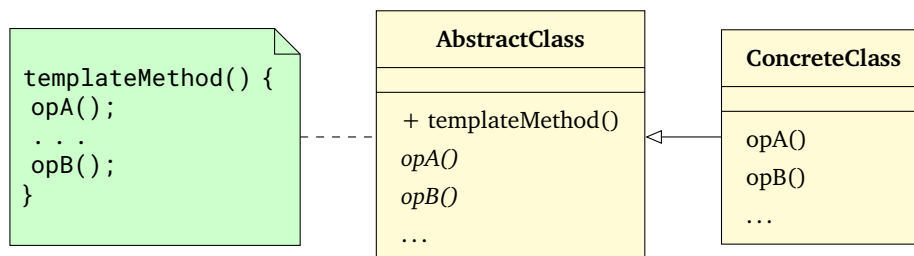 templateMethod() {
opA();
. . .
opB();
}
AbstractClass
+ templateMethod()
opA()
opB()
...
ConcreteClass
opA()
opB()
...